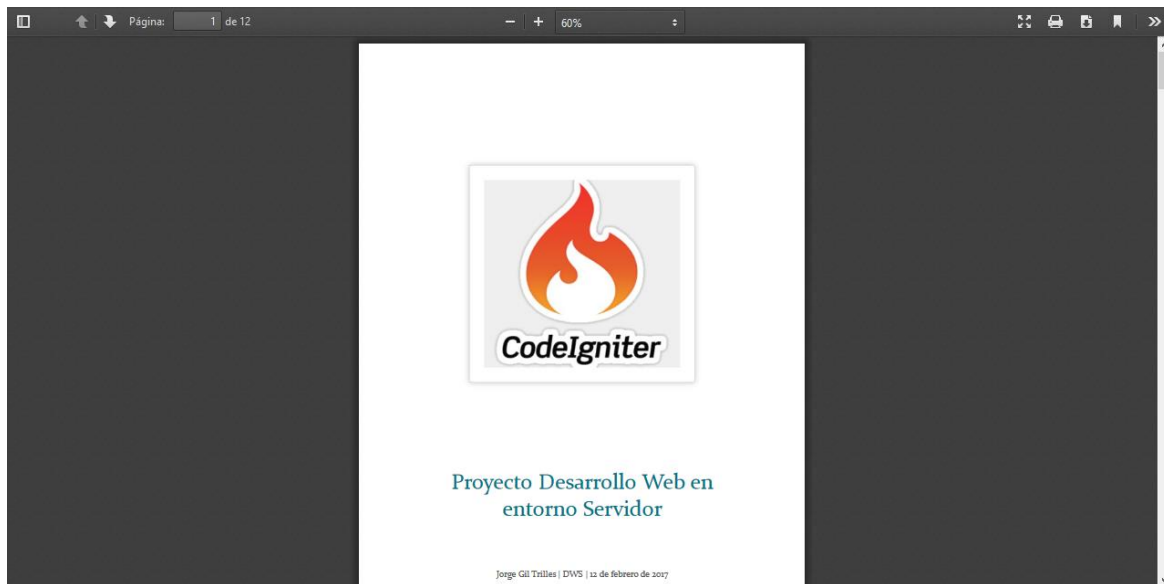 Página: 1 de 12 60%
CodeIgniter
Proyecto Desarrollo Web en
entorno Servidor
Jorge Gil Trilles | DWS | 12 de febrero de 2017